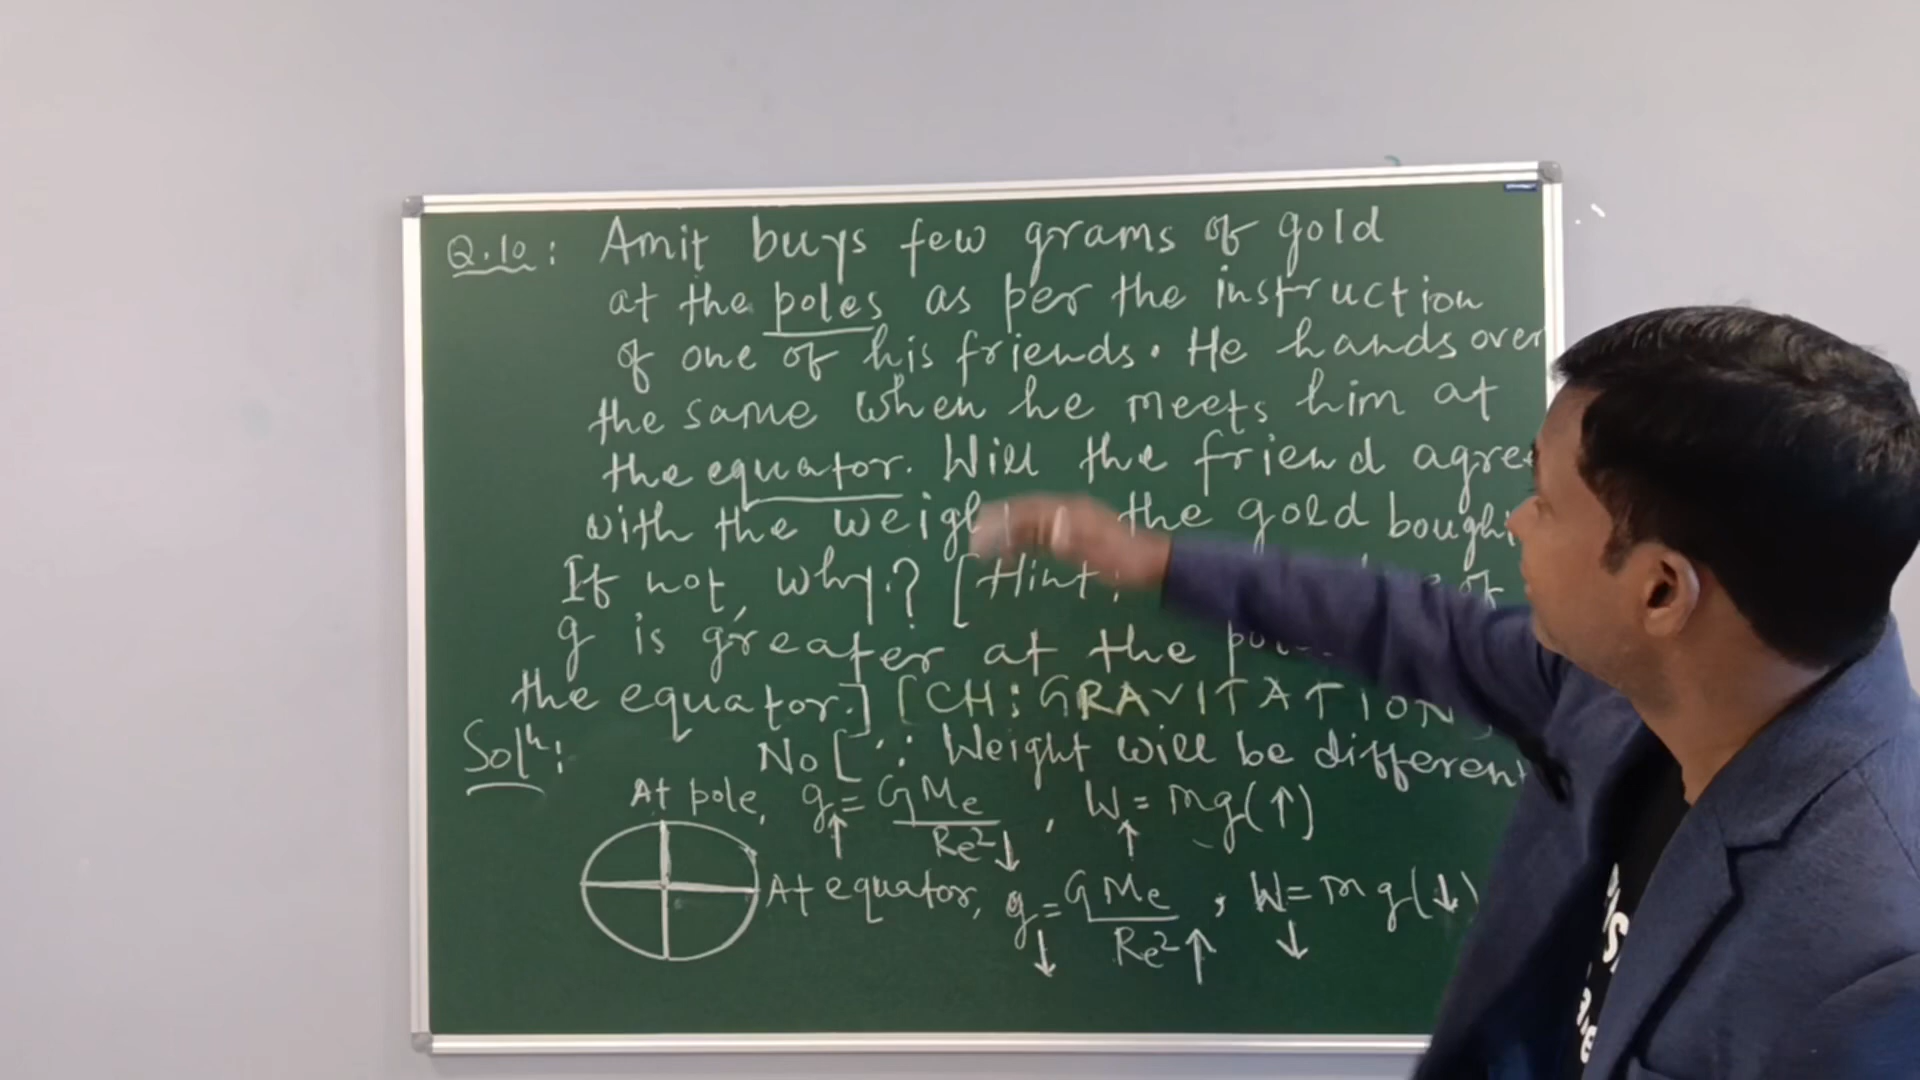 Q.10: Amit buys few grams of gold
at the poles as per the instruction
of one of his friends. He hands over
the same when he meets him at
the equator. Will the friend agree
with the weigh the gold bough
If not, why? [Hint: of
g is greater at the
the equator.] [CH: GRAVITATION
Solⁿ: No [∵ Weight will be differen
At pole, g = GMe/Re² ↓, W = mg(↑)
↑ ↑
At equator, g = GMe/Re² ↑, W = mg(↓)
↓ ↓